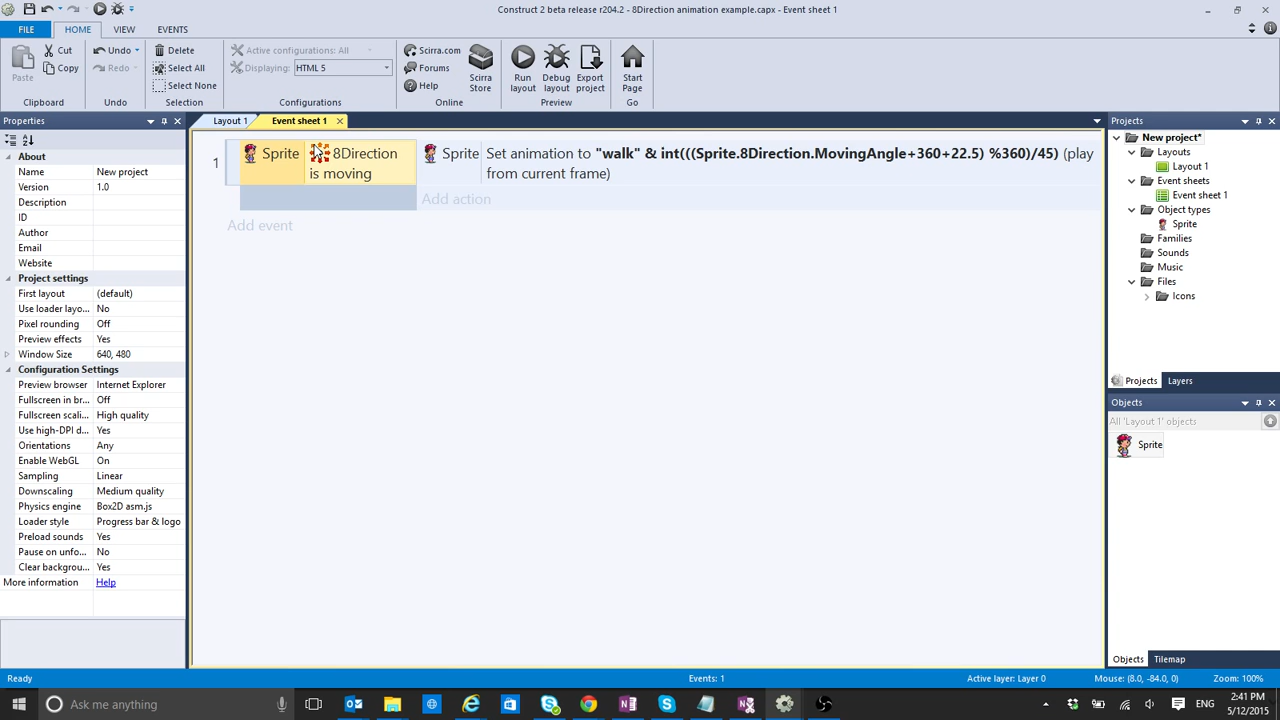 Construct 2 beta release r204.2 - 8Direction animation example.capx - Event sheet 1
FILE HOME VIEW EVENTS
Paste Cut Copy Clipboard
Undo Redo Undo
Delete Select All Select None Selection
Active configurations: All
Displaying: HTML 5
Configurations
Scirra.com Forums Help Scirra Store Online
Run layout Debug layout Export project Preview
Start Page Go
Properties
About
Name New project
Version 1.0
Description
ID
Author
Email
Website
Project settings
First layout (default)
Use loader layo... No
Pixel rounding Off
Preview effects Yes
Window Size 640, 480
Configuration Settings
Preview browser Internet Explorer
Fullscreen in br... Off
Fullscreen scali... High quality
Use high-DPI d... Yes
Orientations Any
Enable WebGL On
Sampling Linear
Downscaling Medium quality
Physics engine Box2D asm.js
Loader style Progress bar & logo
Preload sounds Yes
Pause on unfo... No
Clear backgrou... Yes
More information Help
Layout 1 Event sheet 1
1 Sprite 8Direction is moving
Sprite Set animation to "walk" & int(((Sprite.8Direction.MovingAngle+360+22.5) %360)/45) (play
from current frame)
Add action
Add event
Projects
New project*
Layouts
Layout 1
Event sheets
Event sheet 1
Object types
Sprite
Families
Sounds
Music
Files
Icons
Projects Layers
Objects
All 'Layout 1' objects
Sprite
Objects Tilemap
Ready Events: 1 Active layer: Layer 0 Mouse: (8.0, -84.0, 0) Zoom: 100%
Ask me anything
ENG
2:41 PM
5/12/2015